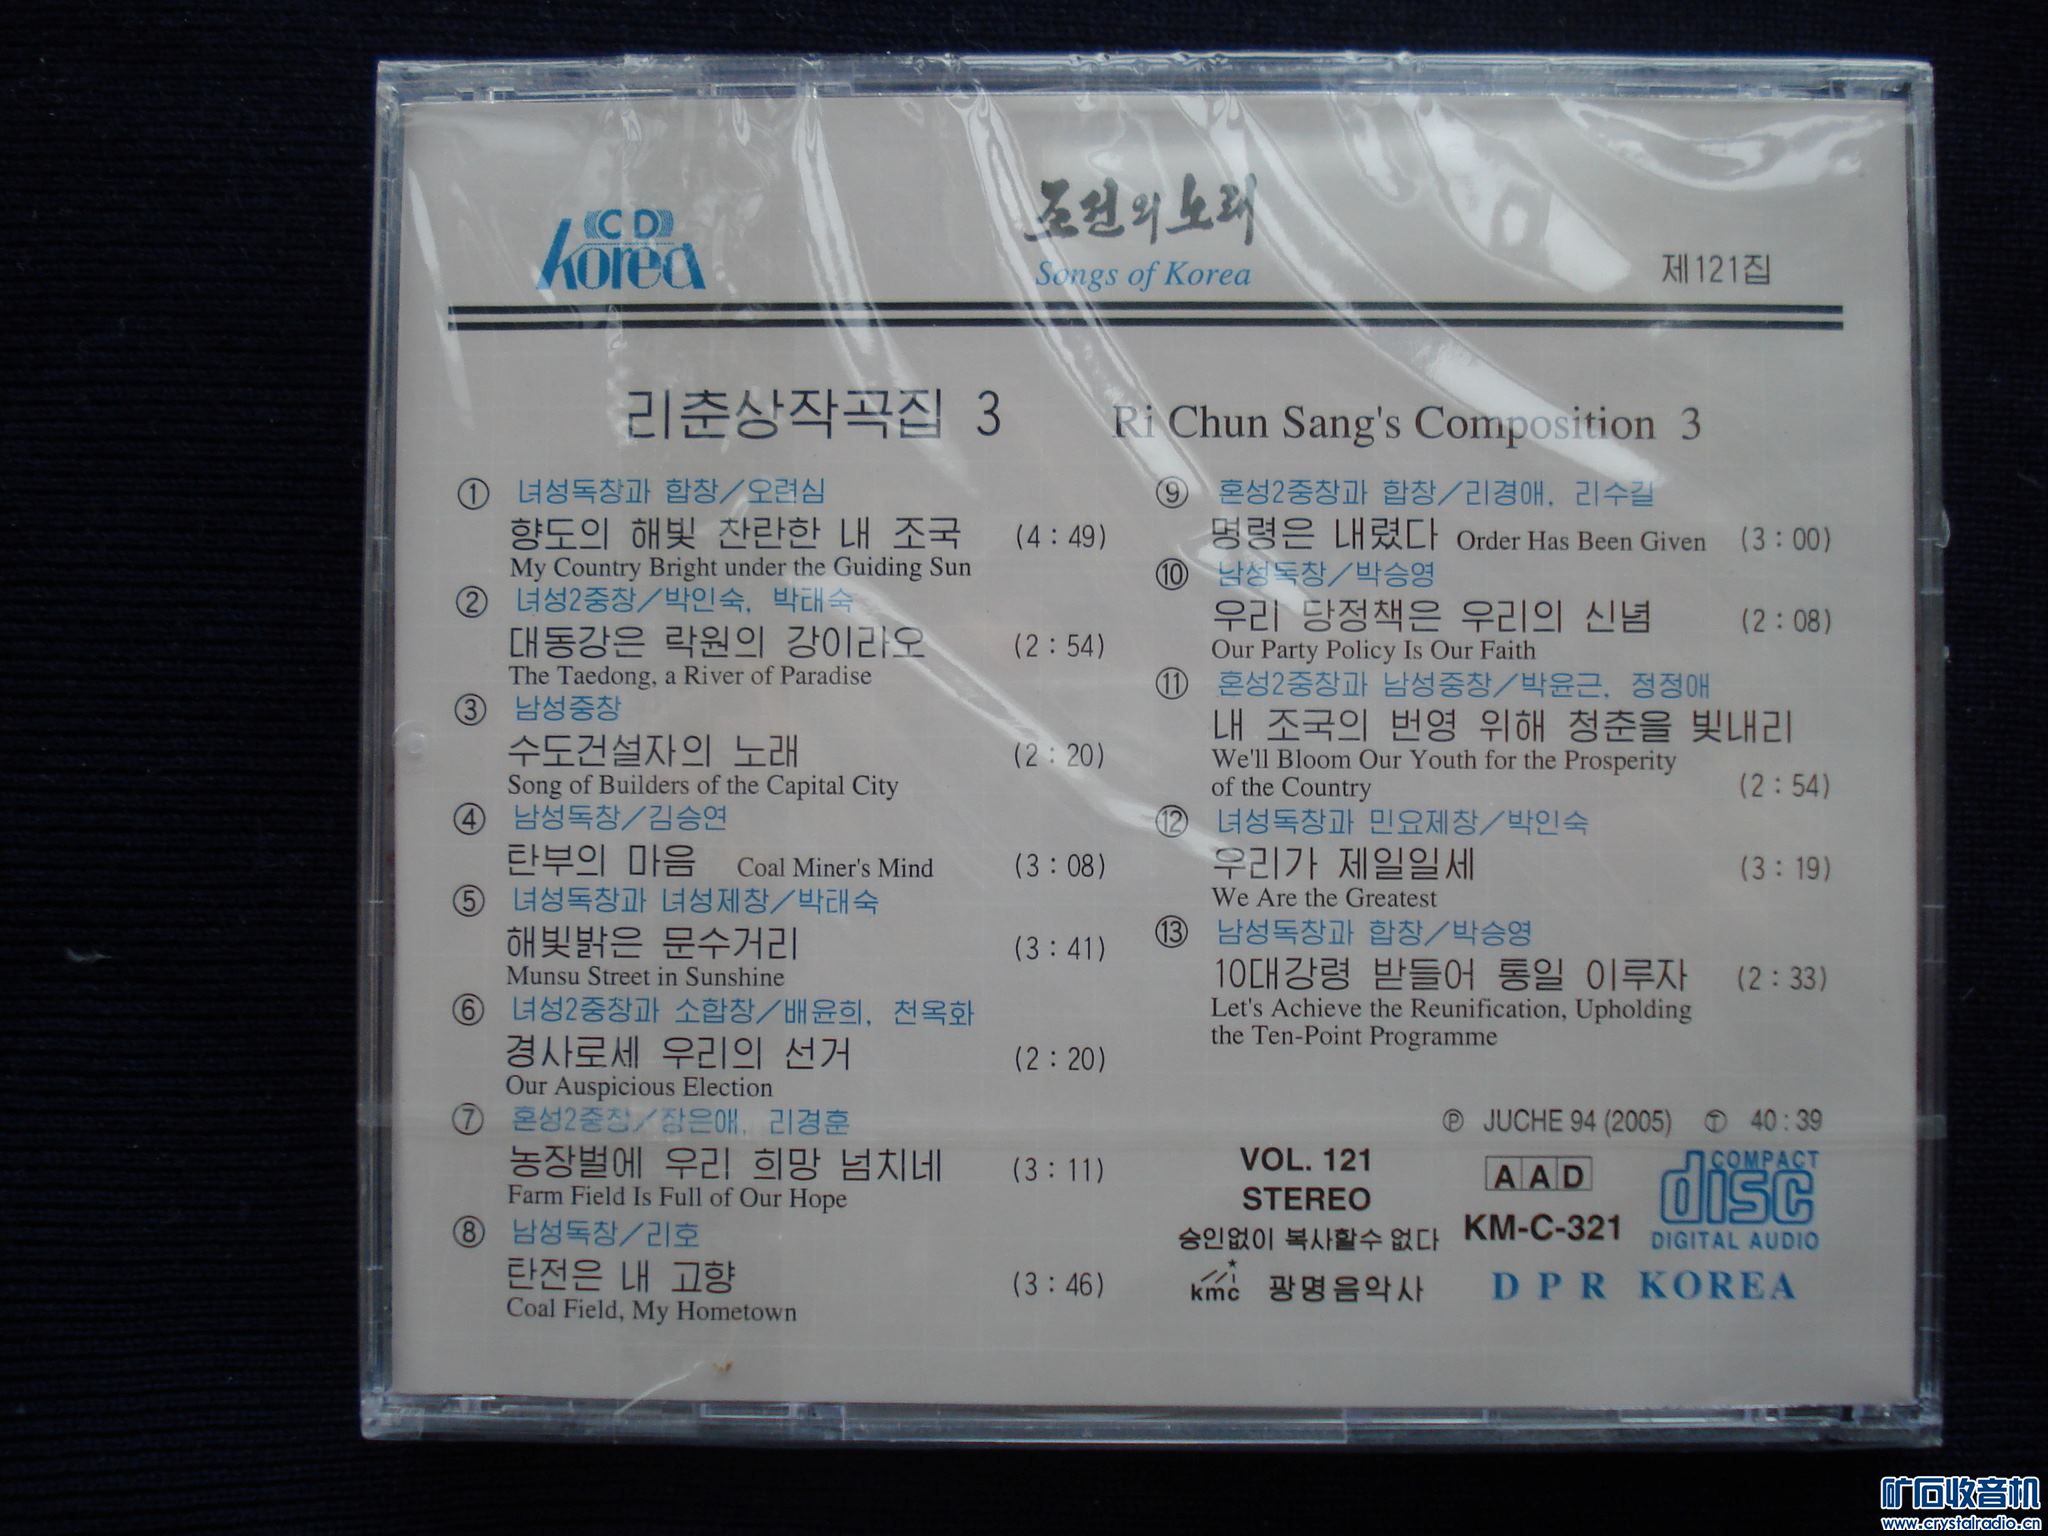 CD
Korea
조선의 노래
Songs of Korea
제121집
리춘상작곡집 3
Ri Chun Sang's Composition 3
① 녀성독창과 합창/오련심
향도의 해빛 찬란한 내 조국 (4:49)
My Country Bright under the Guiding Sun
② 녀성2중창/박인숙, 박태숙
대동강은 락원의 강이라오 (2:54)
The Taedong, a River of Paradise
③ 남성중창
수도건설자의 노래 (2:20)
Song of Builders of the Capital City
④ 남성독창/김승연
탄부의 마음 Coal Miner's Mind (3:08)
⑤ 녀성독창과 녀성제창/박태숙
해빛밝은 문수거리 (3:41)
Munsu Street in Sunshine
⑥ 녀성2중창과 소합창/배윤희, 천옥화
경사로세 우리의 선거 (2:20)
Our Auspicious Election
⑦ 혼성2중창/장은애, 리경훈
농장벌에 우리 희망 넘치네 (3:11)
Farm Field Is Full of Our Hope
⑧ 남성독창/리호
탄전은 내 고향 (3:46)
Coal Field, My Hometown
⑨ 혼성2중창과 합창/리경애, 리수길
명령은 내렸다 Order Has Been Given (3:00)
⑩ 남성독창/박승영
우리 당정책은 우리의 신념 (2:08)
Our Party Policy Is Our Faith
⑪ 혼성2중창과 남성중창/박윤근, 정정애
내 조국의 번영 위해 청춘을 빛내리
We'll Bloom Our Youth for the Prosperity
of the Country (2:54)
⑫ 녀성독창과 민요제창/박인숙
우리가 제일일세 (3:19)
We Are the Greatest
⑬ 남성독창과 합창/박승영
10대강령 받들어 통일 이루자 (2:33)
Let's Achieve the Reunification, Upholding
the Ten-Point Programme
Ⓟ JUCHE 94 (2005) Ⓣ 40:39
VOL. 121
STEREO
승인없이 복사할수 없다
kmc 광명음악사
AAD
KM-C-321
COMPACT
disc
DIGITAL AUDIO
DPR KOREA
矿石收音机
www.crystalradio.cn